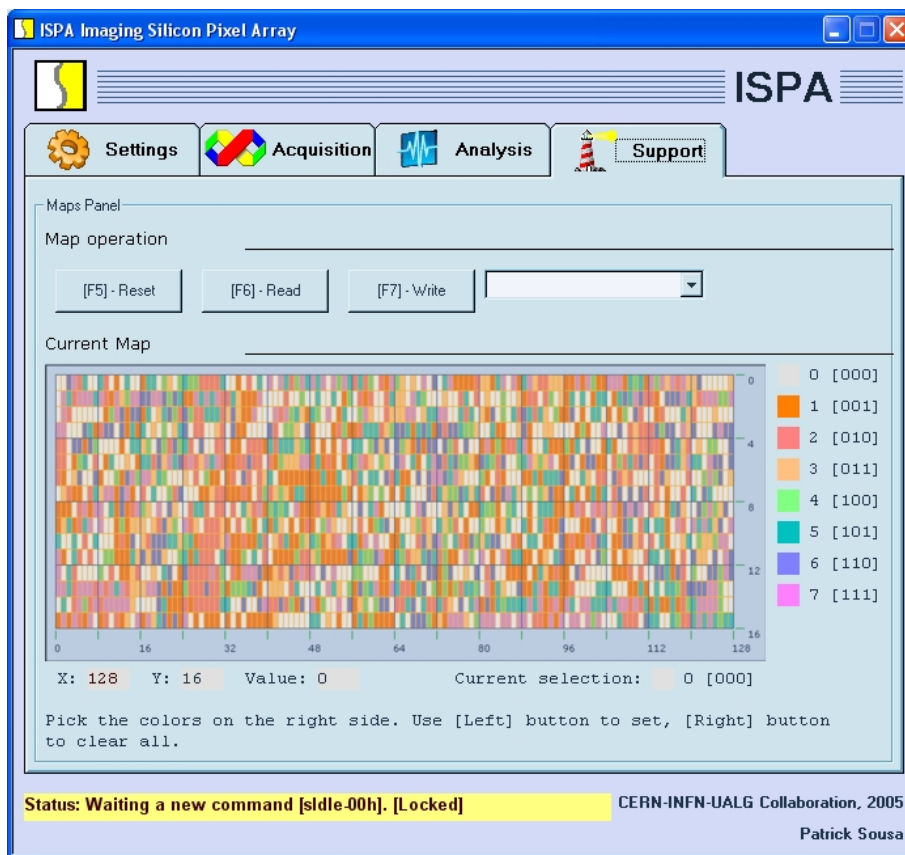 ISPA Imaging Silicon Pixel Array
ISPA
Settings Acquisition Analysis Support
Maps Panel
Map operation
[F5] - Reset [F6] - Read [F7] - Write
Current Map
0 0 [000]
1 [001]
2 [010]
4 3 [011]
4 [100]
8 5 [101]
6 [110]
12 7 [111]
16
0 16 32 48 64 80 96 112 128
X: 128 Y: 16 Value: 0 Current selection: 0 [000]
Pick the colors on the right side. Use [Left] button to set, [Right] button
to clear all.
Status: Waiting a new command [sIdle-00h]. [Locked] CERN-INFN-UALG Collaboration, 2005
Patrick Sousa